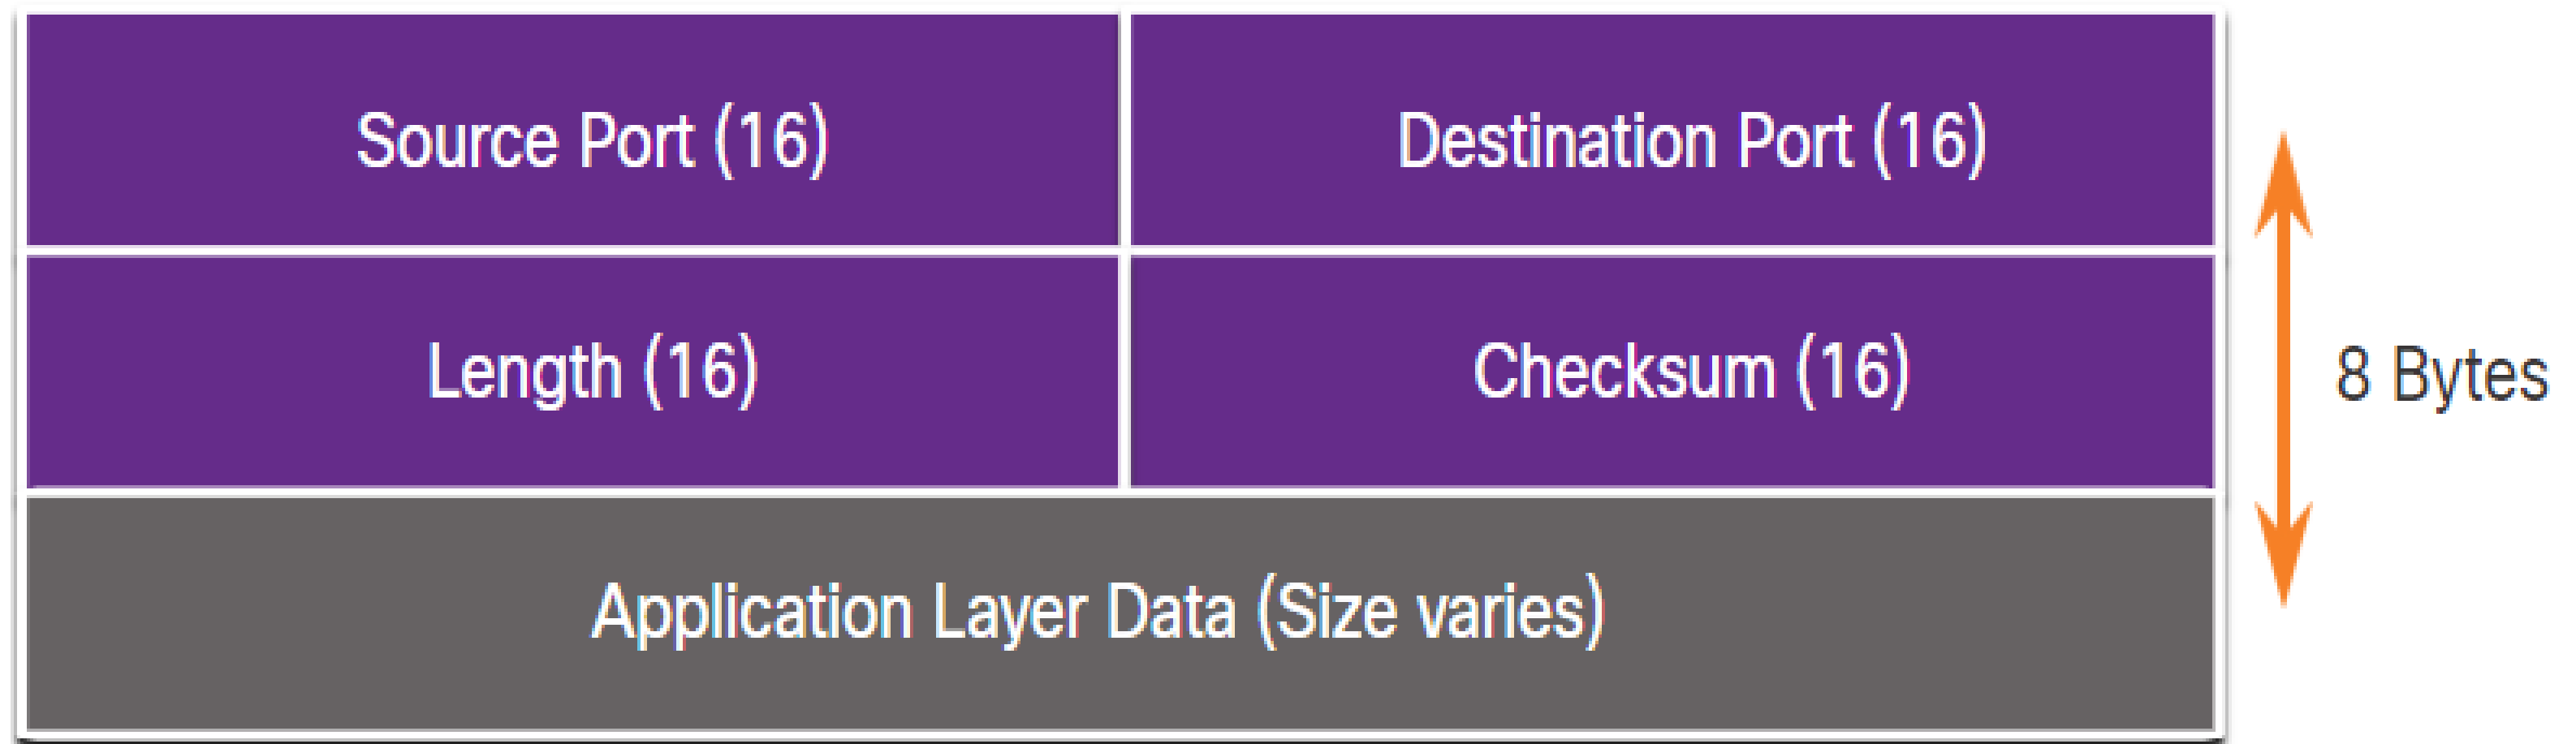 Source Port (16)
Destination Port (16)
Length (16)
Checksum (16)
8 Bytes
Application Layer Data (Size varies)